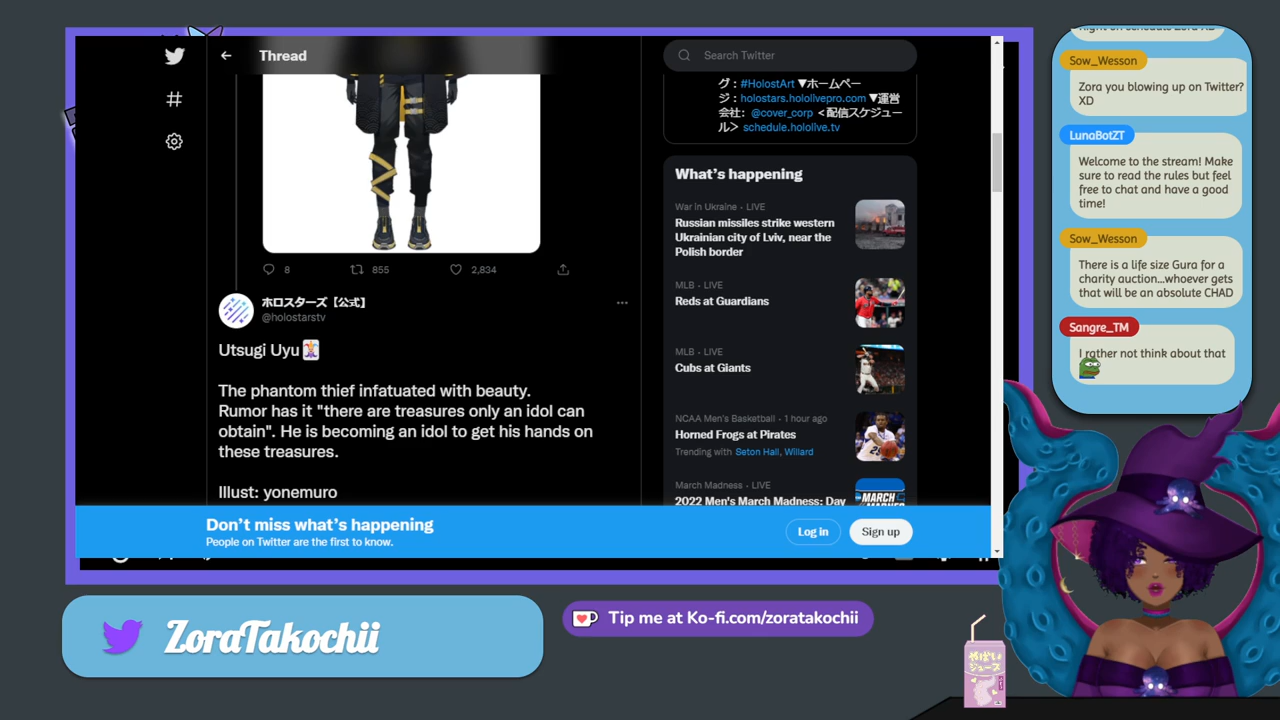 Thread
8
855
2,834
ホロスターズ【公式】
@holostarstv
Utsugi Uyu
The phantom thief infatuated with beauty.
Rumor has it "there are treasures only an idol can
obtain". He is becoming an idol to get his hands on
these treasures.
Illust: yonemuro
Search Twitter
グ：#HolostArt ▼ホームペー
ジ：holostars.hololivepro.com ▼運営
会社: @cover_corp <配信スケジュー
ル> schedule.hololive.tv
What's happening
War in Ukraine · LIVE
Russian missiles strike western
Ukrainian city of Lviv, near the
Polish border
MLB · LIVE
Reds at Guardians
MLB · LIVE
Cubs at Giants
NCAA Men's Basketball · 1 hour ago
Horned Frogs at Pirates
Trending with Seton Hall, Willard
March Madness · LIVE
2022 Men's March Madness: Day
Don't miss what's happening
People on Twitter are the first to know.
Log in
Sign up
Sow_Wesson
Zora you blowing up on Twitter?
XD
LunaBotZT
Welcome to the stream! Make
sure to read the rules but feel
free to chat and have a good
time!
Sow_Wesson
There is a life size Gura for a
charity auction...whoever gets
that will be an absolute CHAD
Sangre_TM
I rather not think about that
ZoraTakochii
Tip me at Ko-fi.com/zoratakochii
やばい
ジュース